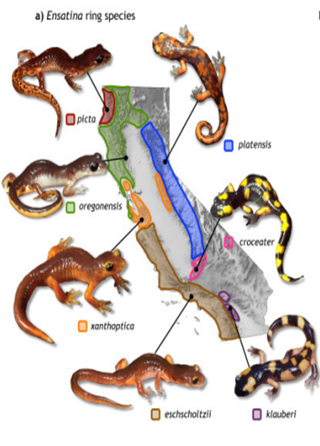 a) Ensatina ring species
picta
platensis
oregonensis
croceater
xanthoptica
eschscholtzii
klauberi